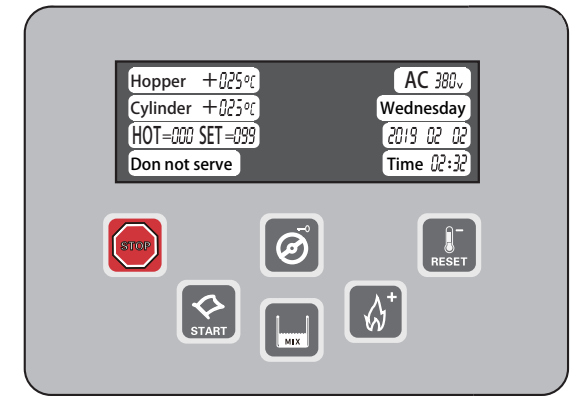 Hopper +025°C
AC 380v
Cylinder +025°C
Wednesday
HOT=000 SET=099
2019 02 02
Don not serve
Time 02:32
STOP
RESET
START
MIX